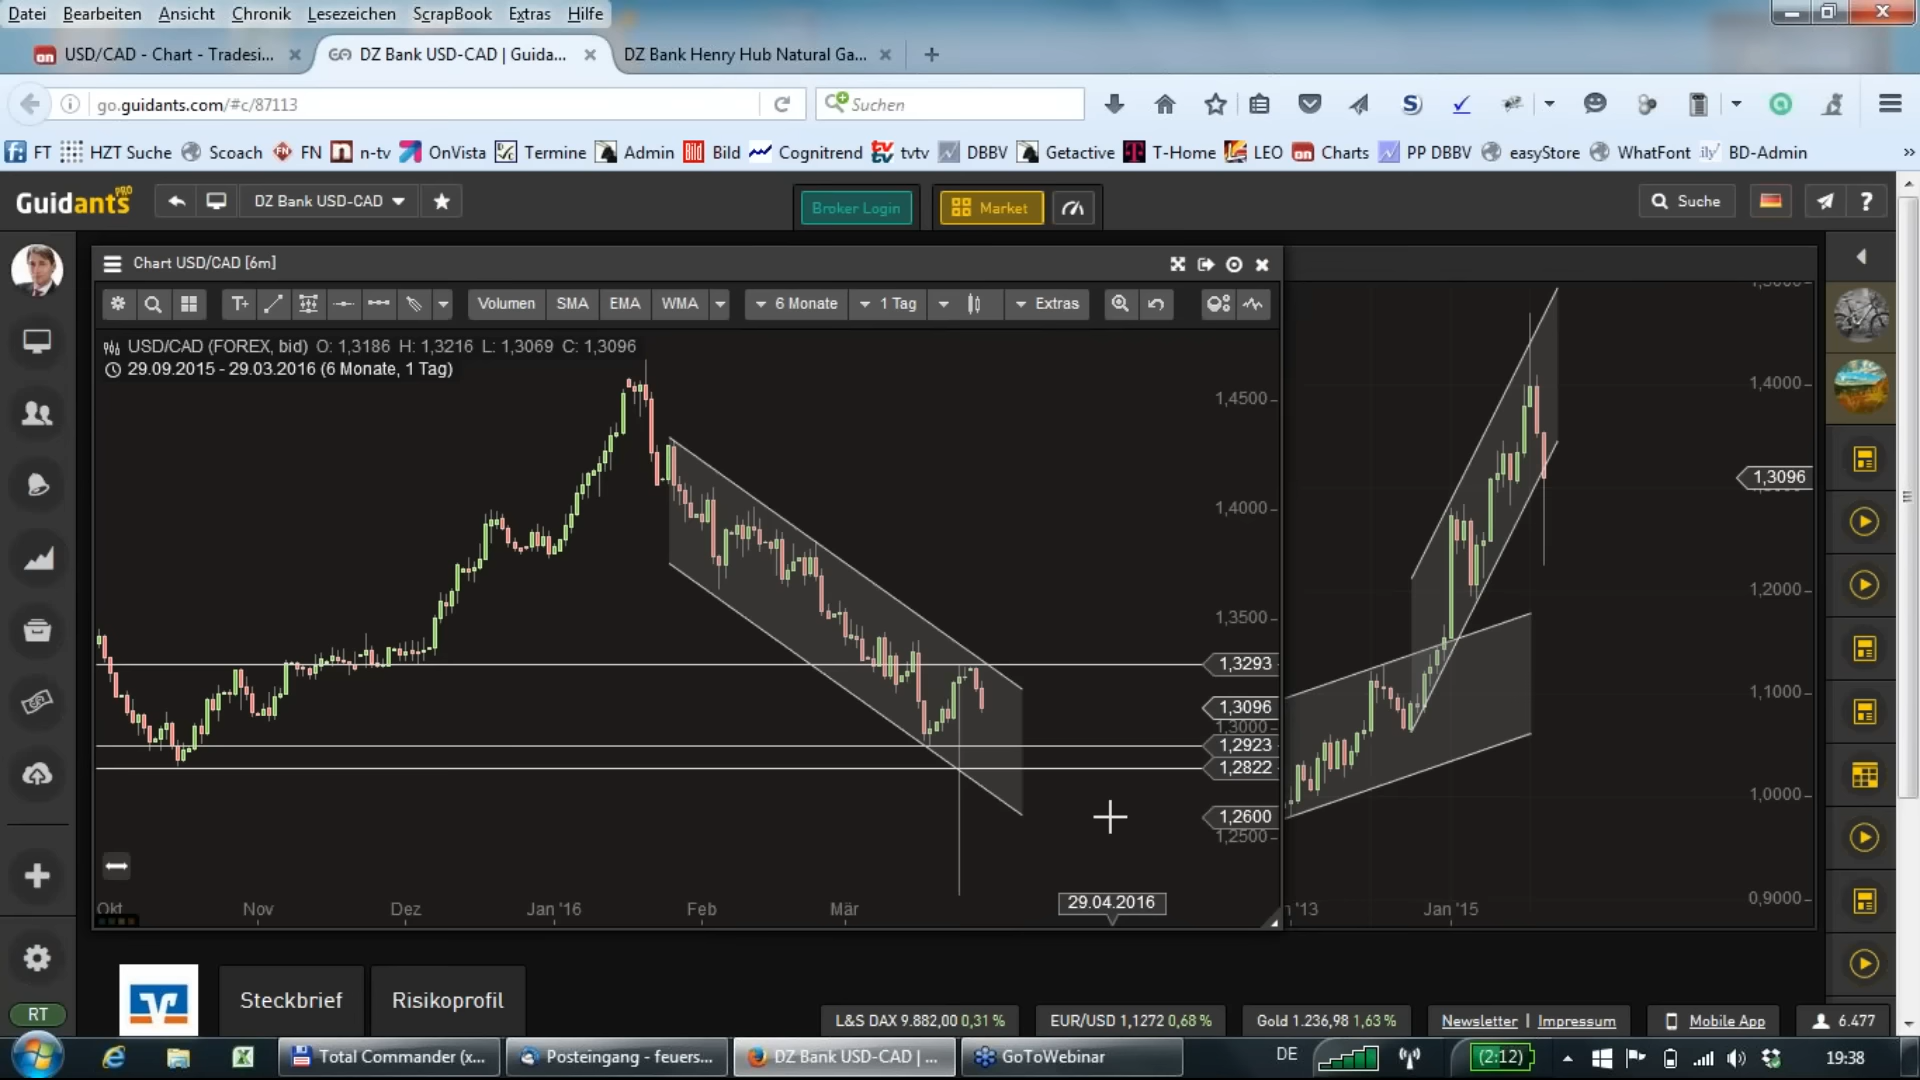 Datei Bearbeiten Ansicht Chronik Lesezeichen ScrapBook Extras Hilfe
USD/CAD - Chart - Tradesi... DZ Bank USD-CAD | Guida... DZ Bank Henry Hub Natural Ga...
go.guidants.com/#c/87113 Suchen
FT HZT Suche Scoach FN n-tv OnVista Termine Admin Bild Cognitrend tvtv DBBV Getactive T-Home LEO Charts PP DBBV easyStore WhatFont BD-Admin
Guidants PRO DZ Bank USD-CAD Broker Login Market Suche ?
Chart USD/CAD [6m]
T+ Volumen SMA EMA WMA 6 Monate 1 Tag Extras
USD/CAD (FOREX, bid) O: 1,3186 H: 1,3216 L: 1,3069 C: 1,3096
29.09.2015 - 29.03.2016 (6 Monate, 1 Tag)
1,4500
1,4000
1,3500
1,3293
1,3096
1,3000
1,2923
1,2822
1,2600
1,2500
Okt Nov Dez Jan '16 Feb Mär 29.04.2016
1,4000
1,3096
1,2000
1,1000
1,0000
0,9000
'13 Jan '15
Steckbrief Risikoprofil
RT L&S DAX 9.882,00 0,31 % EUR/USD 1,1272 0,68 % Gold 1.236,98 1,63 % Newsletter | Impressum Mobile App 6.477
Total Commander (x... Posteingang - feuers... DZ Bank USD-CAD | ... GoToWebinar DE (2:12) 19:38